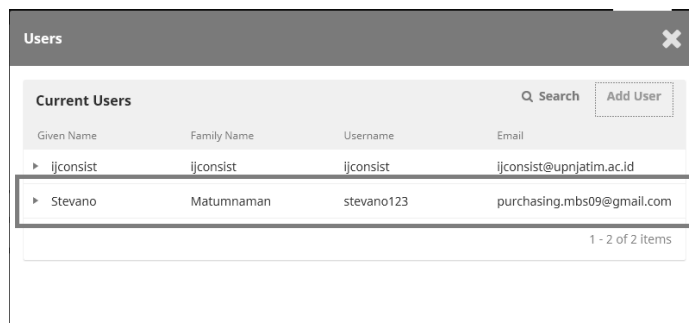 Users
Current Users
Search
Add User
Given Name Family Name Username Email
ijconsist ijconsist ijconsist ijconsist@upnjatim.ac.id
Stevano Matumnaman stevano123 purchasing.mbs09@gmail.com
1 - 2 of 2 items